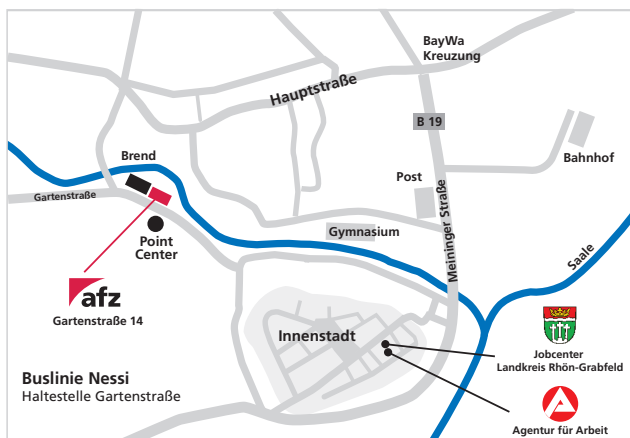 BayWa
Kreuzung
Hauptstraße
B 19
Bahnhof
Brend
Post
Gartenstraße
Meininger Straße
Gymnasium
Point
Center
Saale
afz
Gartenstraße 14
Innenstadt
Jobcenter
Landkreis Rhön-Grabfeld
Buslinie Nessi
Haltestelle Gartenstraße
Agentur für Arbeit